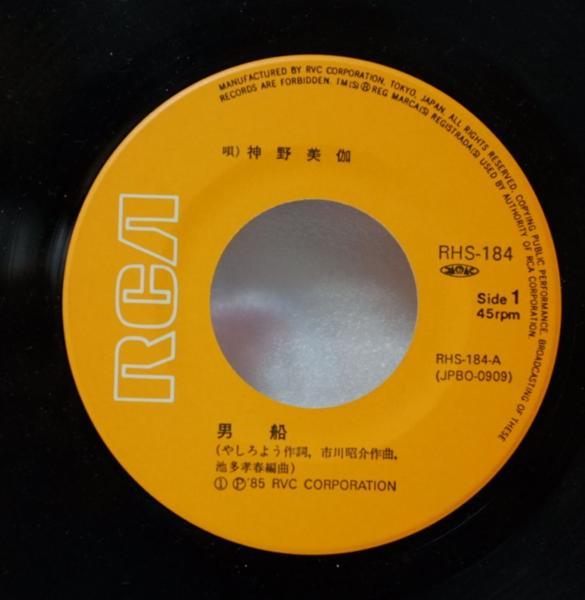 MANUFACTURED BY RVC CORPORATION, TOKYO, JAPAN. ALL RIGHTS RESERVED, COPYING PUBLIC PERFORMANCE, BROADCASTING OF THESE
RECORDS ARE FORBIDDEN. TM(S) ® REG MARCA(S) REGISTRADA(S) USED BY AUTHORITY OF RCA CORPORATION.
唄) 神野美伽
RCA
RHS-184
Side 1
45rpm
RHS-184-A
(JPBO-0909)
男船
(やしろよう作詞, 市川昭介作曲,
池多孝春編曲)
① Ⓟ '85 RVC CORPORATION